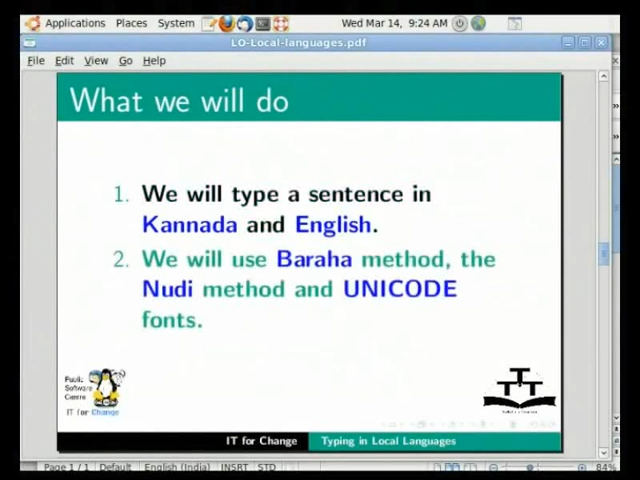 Applications Places System Wed Mar 14, 9:24 AM
LO-Local-languages.pdf
File Edit View Go Help
What we will do
1. We will type a sentence in
Kannada and English.
2. We will use Baraha method, the
Nudi method and UNICODE
fonts.
Public
Software
Centre
IT for Change
IT for Change Typing in Local Languages
Page 1 / 1 Default English (India) INSRT STD 84%